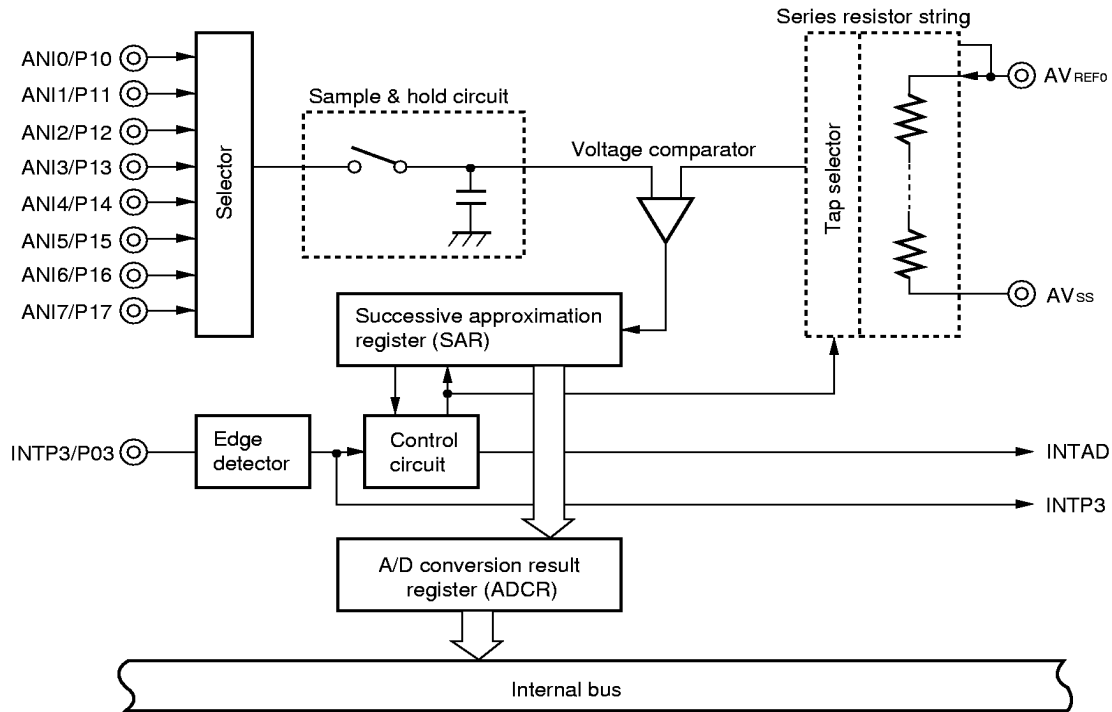 Series resistor string
ANI0/P10
ANI1/P11
ANI2/P12
ANI3/P13
ANI4/P14
ANI5/P15
ANI6/P16
ANI7/P17
Selector
Sample & hold circuit
Voltage comparator
Tap selector
AVREF0
AVSS
Successive approximation
register (SAR)
INTP3/P03
Edge
detector
Control
circuit
INTAD
INTP3
A/D conversion result
register (ADCR)
Internal bus